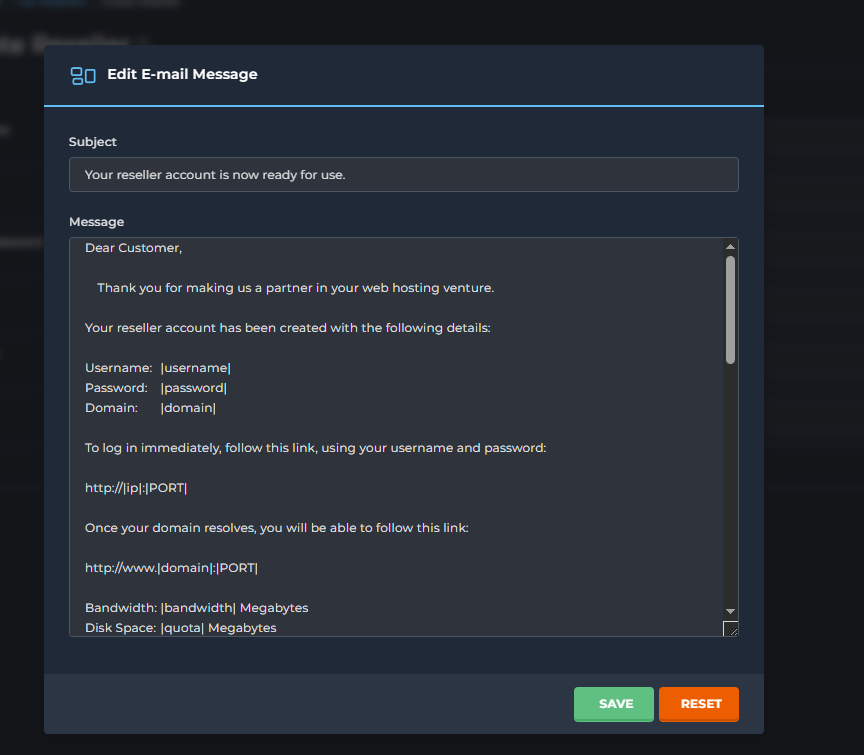 Edit E-mail Message
Subject
Your reseller account is now ready for use.
Message
Dear Customer,
Thank you for making us a partner in your web hosting venture.
Your reseller account has been created with the following details:
Username: |username|
Password: |password|
Domain: |domain|
To log in immediately, follow this link, using your username and password:
http://|ip|:|PORT|
Once your domain resolves, you will be able to follow this link:
http://www.|domain|:|PORT|
Bandwidth: |bandwidth| Megabytes
Disk Space: |quota| Megabytes
SAVE
RESET